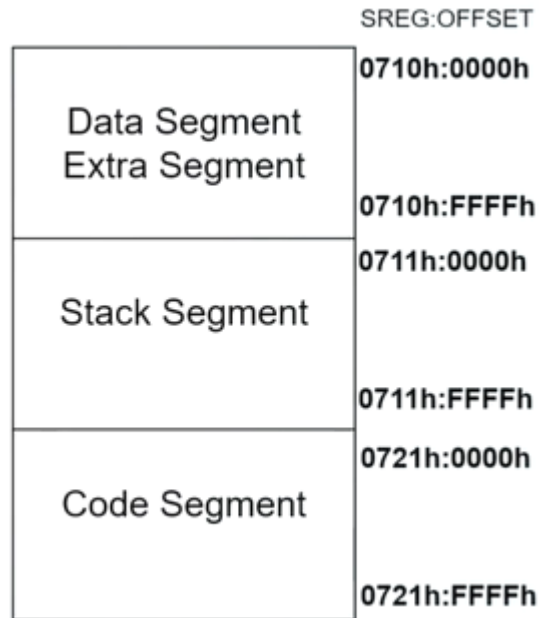 SREG:OFFSET
0710h:0000h
Data Segment
Extra Segment
0710h:FFFFh
0711h:0000h
Stack Segment
0711h:FFFFh
0721h:0000h
Code Segment
0721h:FFFFh